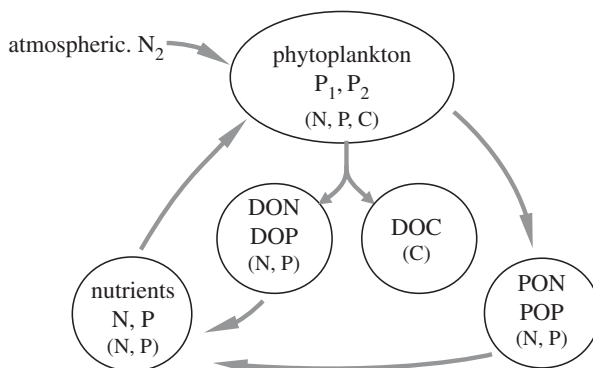 atmospheric. N₂
phytoplankton
P₁, P₂
(N, P, C)
DON
DOP
(N, P)
DOC
(C)
nutrients
N, P
(N, P)
PON
POP
(N, P)